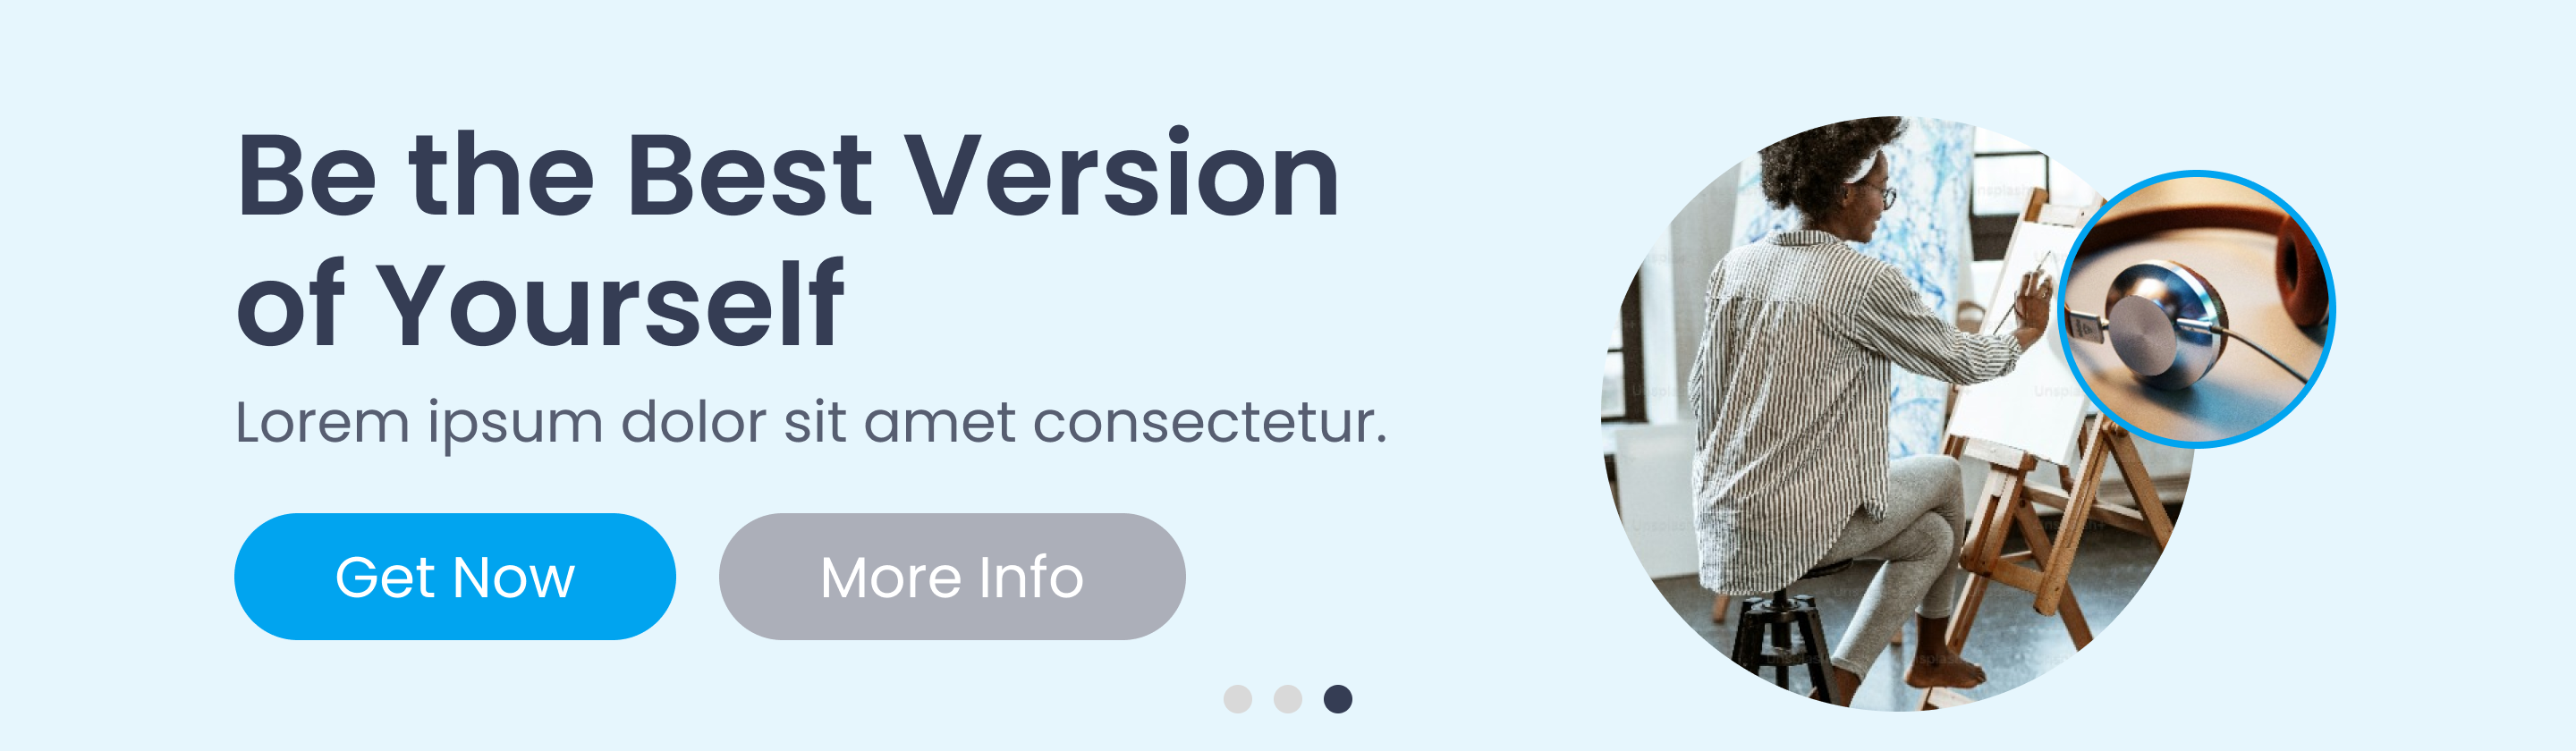 Be the Best Version
of Yourself
Lorem ipsum dolor sit amet consectetur.
Get Now
More Info